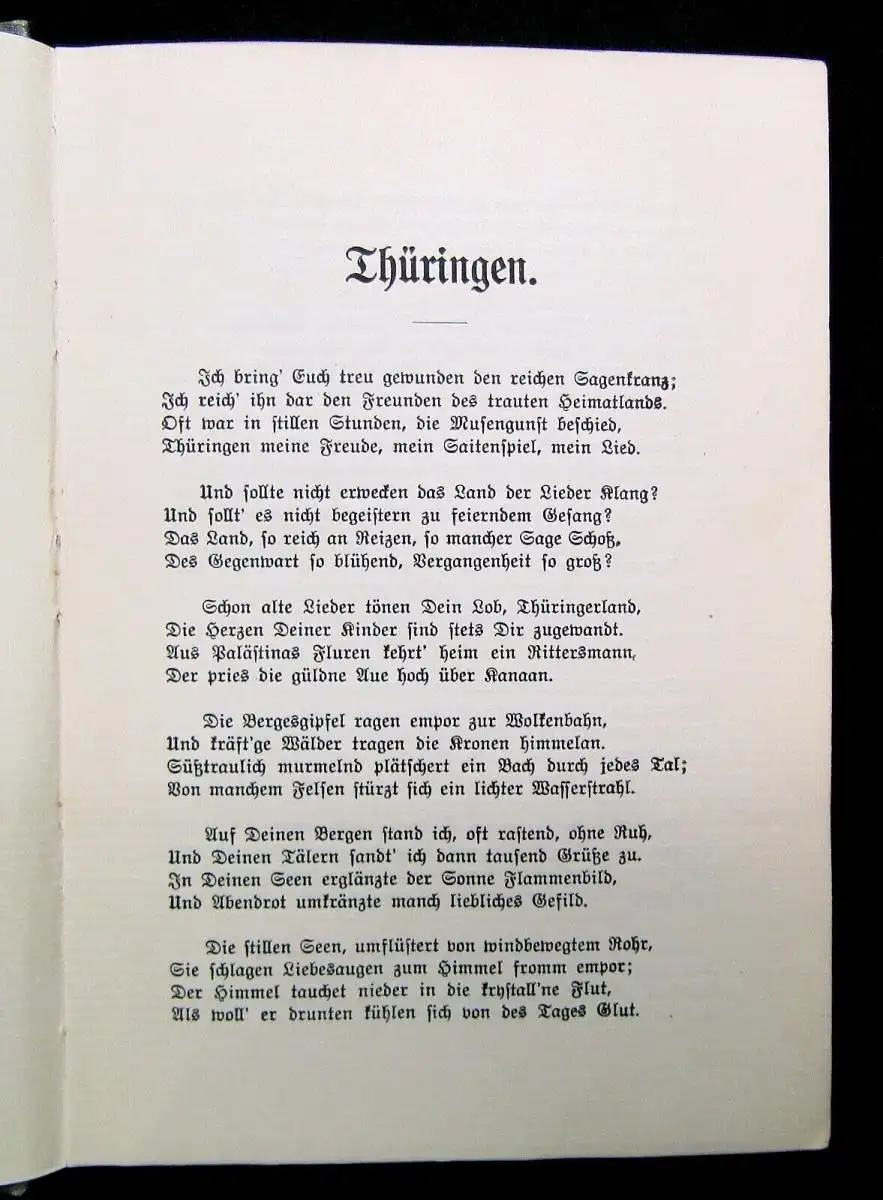 Thüringen.
Ich bring' Euch treu gewunden den reichen Sagenkranz;
Ich reich' ihn dar den Freunden des trauten Heimatlands.
Oft war in stillen Stunden, die Musengunst beschied,
Thüringen meine Freude, mein Saitenspiel, mein Lied.
Und sollte nicht erwecken das Land der Lieder Klang?
Und sollt' es nicht begeistern zu feierndem Gesang?
Das Land, so reich an Reizen, so mancher Sage Schoß,
Des Gegenwart so blühend, Vergangenheit so groß?
Schon alte Lieder tönen Dein Lob, Thüringerland,
Die Herzen Deiner Kinder sind stets Dir zugewandt.
Aus Palästinas Fluren kehrt' heim ein Rittersmann,
Der pries die güldne Aue hoch über Kanaan.
Die Bergesgipfel ragen empor zur Wolkenbahn,
Und kräft'ge Wälder tragen die Kronen himmelan.
Süßtraulich murmelnd plätschert ein Bach durch jedes Tal;
Von manchem Felsen stürzt sich ein lichter Wasserstrahl.
Auf Deinen Bergen stand ich, oft rastend, ohne Ruh,
Und Deinen Tälern sandt' ich dann tausend Grüße zu.
In Deinen Seen erglänzte der Sonne Flammenbild,
Und Abendrot umkränzte manch liebliches Gefild.
Die stillen Seen, umflüstert von windbewegtem Rohr,
Sie schlagen Liebesaugen zum Himmel fromm empor;
Der Himmel tauchet nieder in die krystall'ne Flut,
Als woll' er drunten kühlen sich von des Tages Glut.